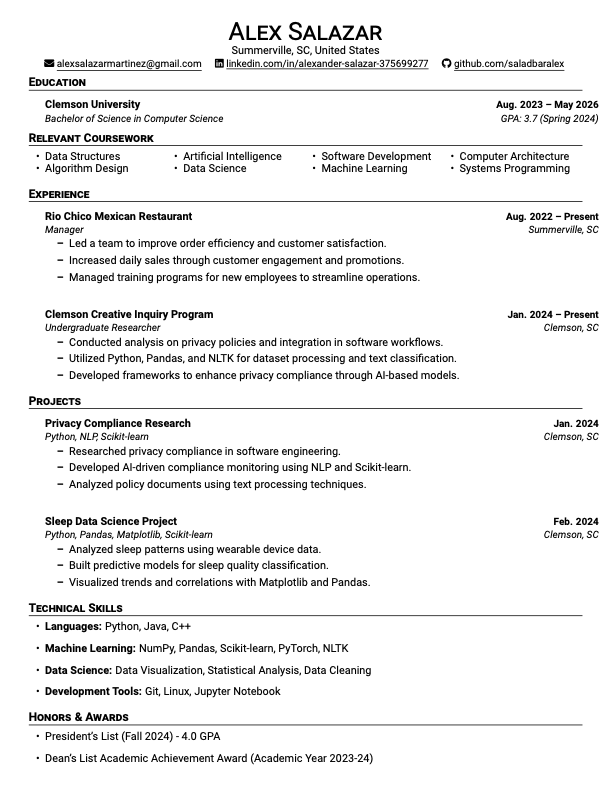 ALEX SALAZAR
Summerville, SC, United States
alexsalazarmartinez@gmail.com linkedin.com/in/alexander-salazar-375699277 github.com/saladbaralex
EDUCATION
Clemson University Aug. 2023 – May 2026
Bachelor of Science in Computer Science GPA: 3.7 (Spring 2024)
RELEVANT COURSEWORK
• Data Structures • Artificial Intelligence • Software Development • Computer Architecture
• Algorithm Design • Data Science • Machine Learning • Systems Programming
EXPERIENCE
Rio Chico Mexican Restaurant Aug. 2022 – Present
Manager Summerville, SC
– Led a team to improve order efficiency and customer satisfaction.
– Increased daily sales through customer engagement and promotions.
– Managed training programs for new employees to streamline operations.
Clemson Creative Inquiry Program Jan. 2024 – Present
Undergraduate Researcher Clemson, SC
– Conducted analysis on privacy policies and integration in software workflows.
– Utilized Python, Pandas, and NLTK for dataset processing and text classification.
– Developed frameworks to enhance privacy compliance through AI-based models.
PROJECTS
Privacy Compliance Research Jan. 2024
Python, NLP, Scikit-learn Clemson, SC
– Researched privacy compliance in software engineering.
– Developed AI-driven compliance monitoring using NLP and Scikit-learn.
– Analyzed policy documents using text processing techniques.
Sleep Data Science Project Feb. 2024
Python, Pandas, Matplotlib, Scikit-learn Clemson, SC
– Analyzed sleep patterns using wearable device data.
– Built predictive models for sleep quality classification.
– Visualized trends and correlations with Matplotlib and Pandas.
TECHNICAL SKILLS
• Languages: Python, Java, C++
• Machine Learning: NumPy, Pandas, Scikit-learn, PyTorch, NLTK
• Data Science: Data Visualization, Statistical Analysis, Data Cleaning
• Development Tools: Git, Linux, Jupyter Notebook
HONORS & AWARDS
• President's List (Fall 2024) - 4.0 GPA
• Dean's List Academic Achievement Award (Academic Year 2023-24)